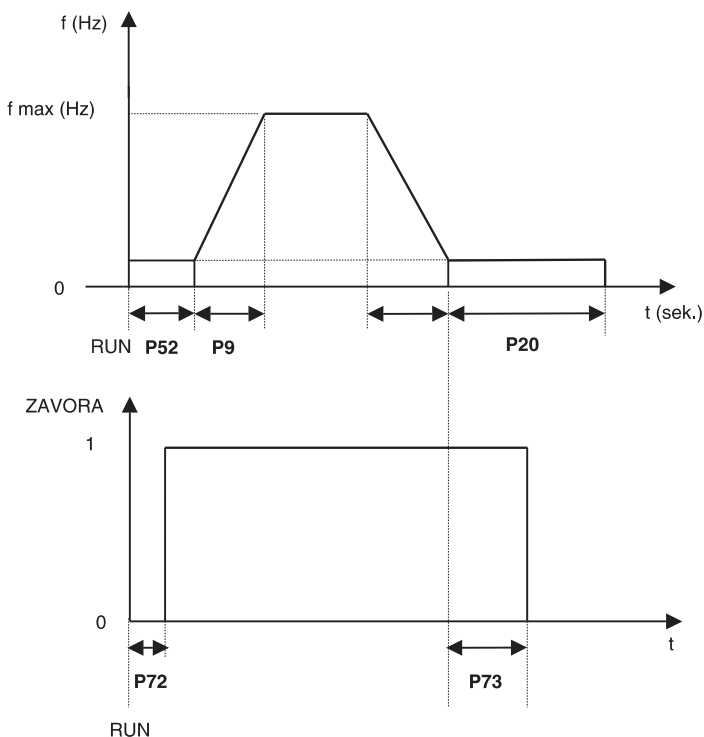 f (Hz)
f max (Hz)
0
t (sek.)
RUN P52 P9 P20
ZAVORA
1
0
t
P72 P73
RUN